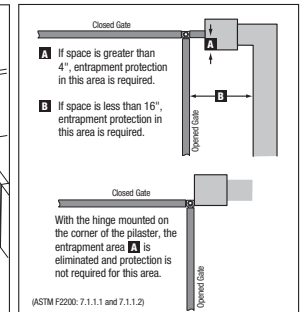 Closed Gate
A If space is greater than
4", entrapment protection
in this area is required.
A
B If space is less than 16",
entrapment protection in
this area is required.
B
Opened Gate
Closed Gate
With the hinge mounted on
the corner of the pilaster, the
entrapment area A is
eliminated and protection is
not required for this area.
Opened Gate
(ASTM F2200: 7.1.1.1 and 7.1.1.2)